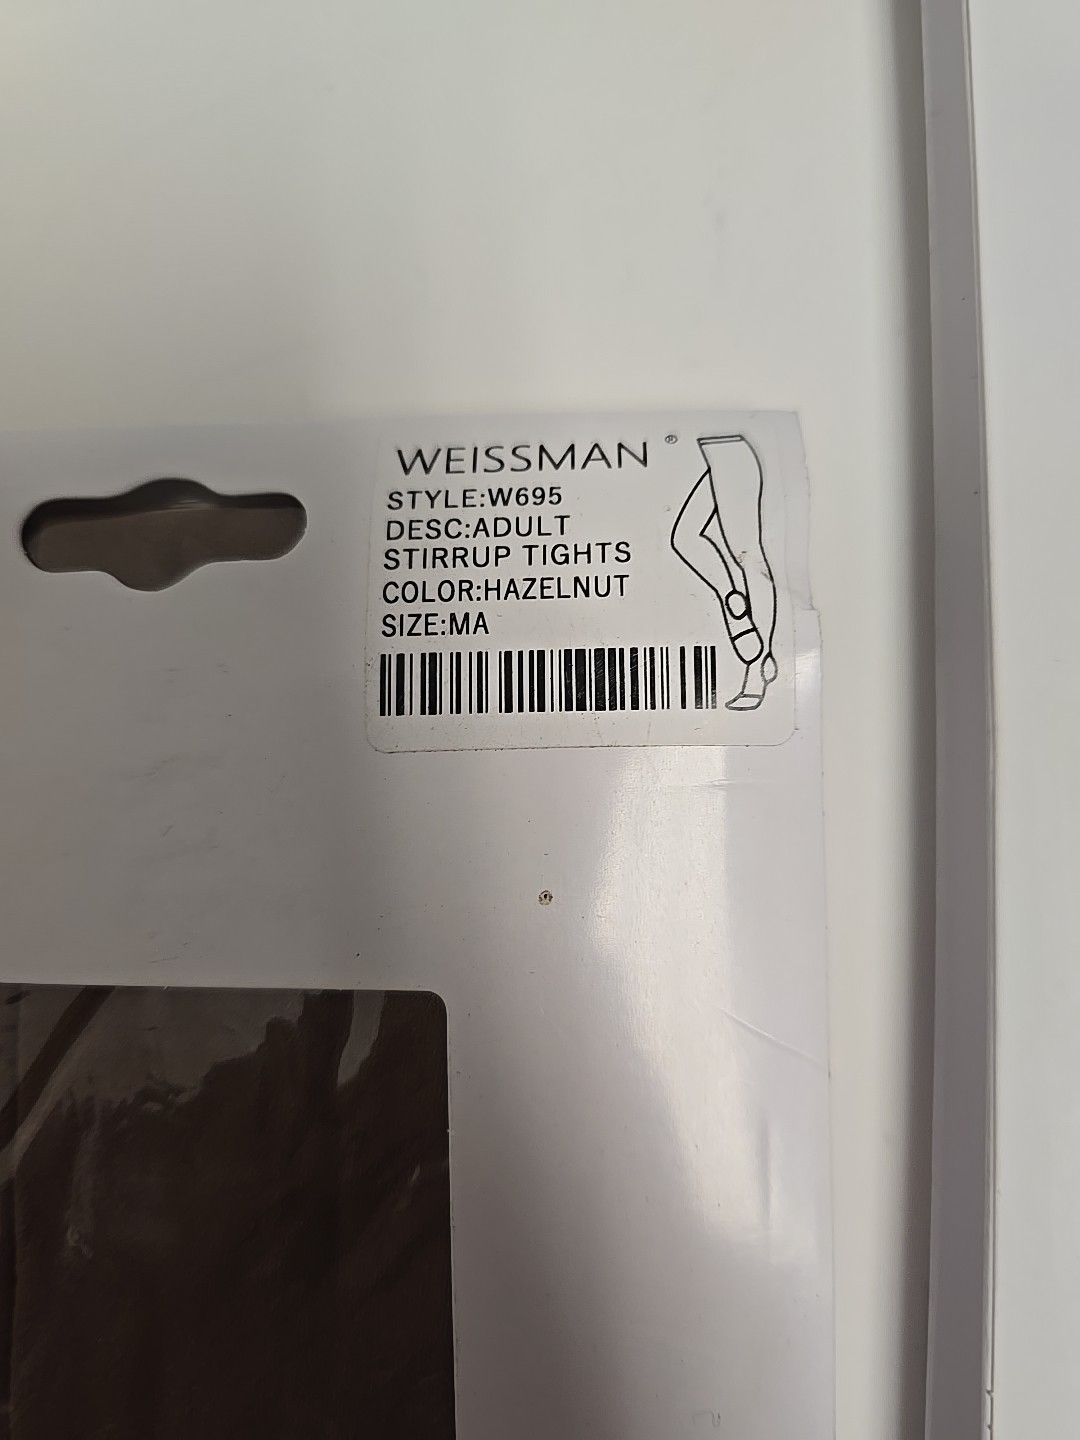 WEISSMAN®
STYLE:W695
DESC:ADULT
STIRRUP TIGHTS
COLOR:HAZELNUT
SIZE:MA